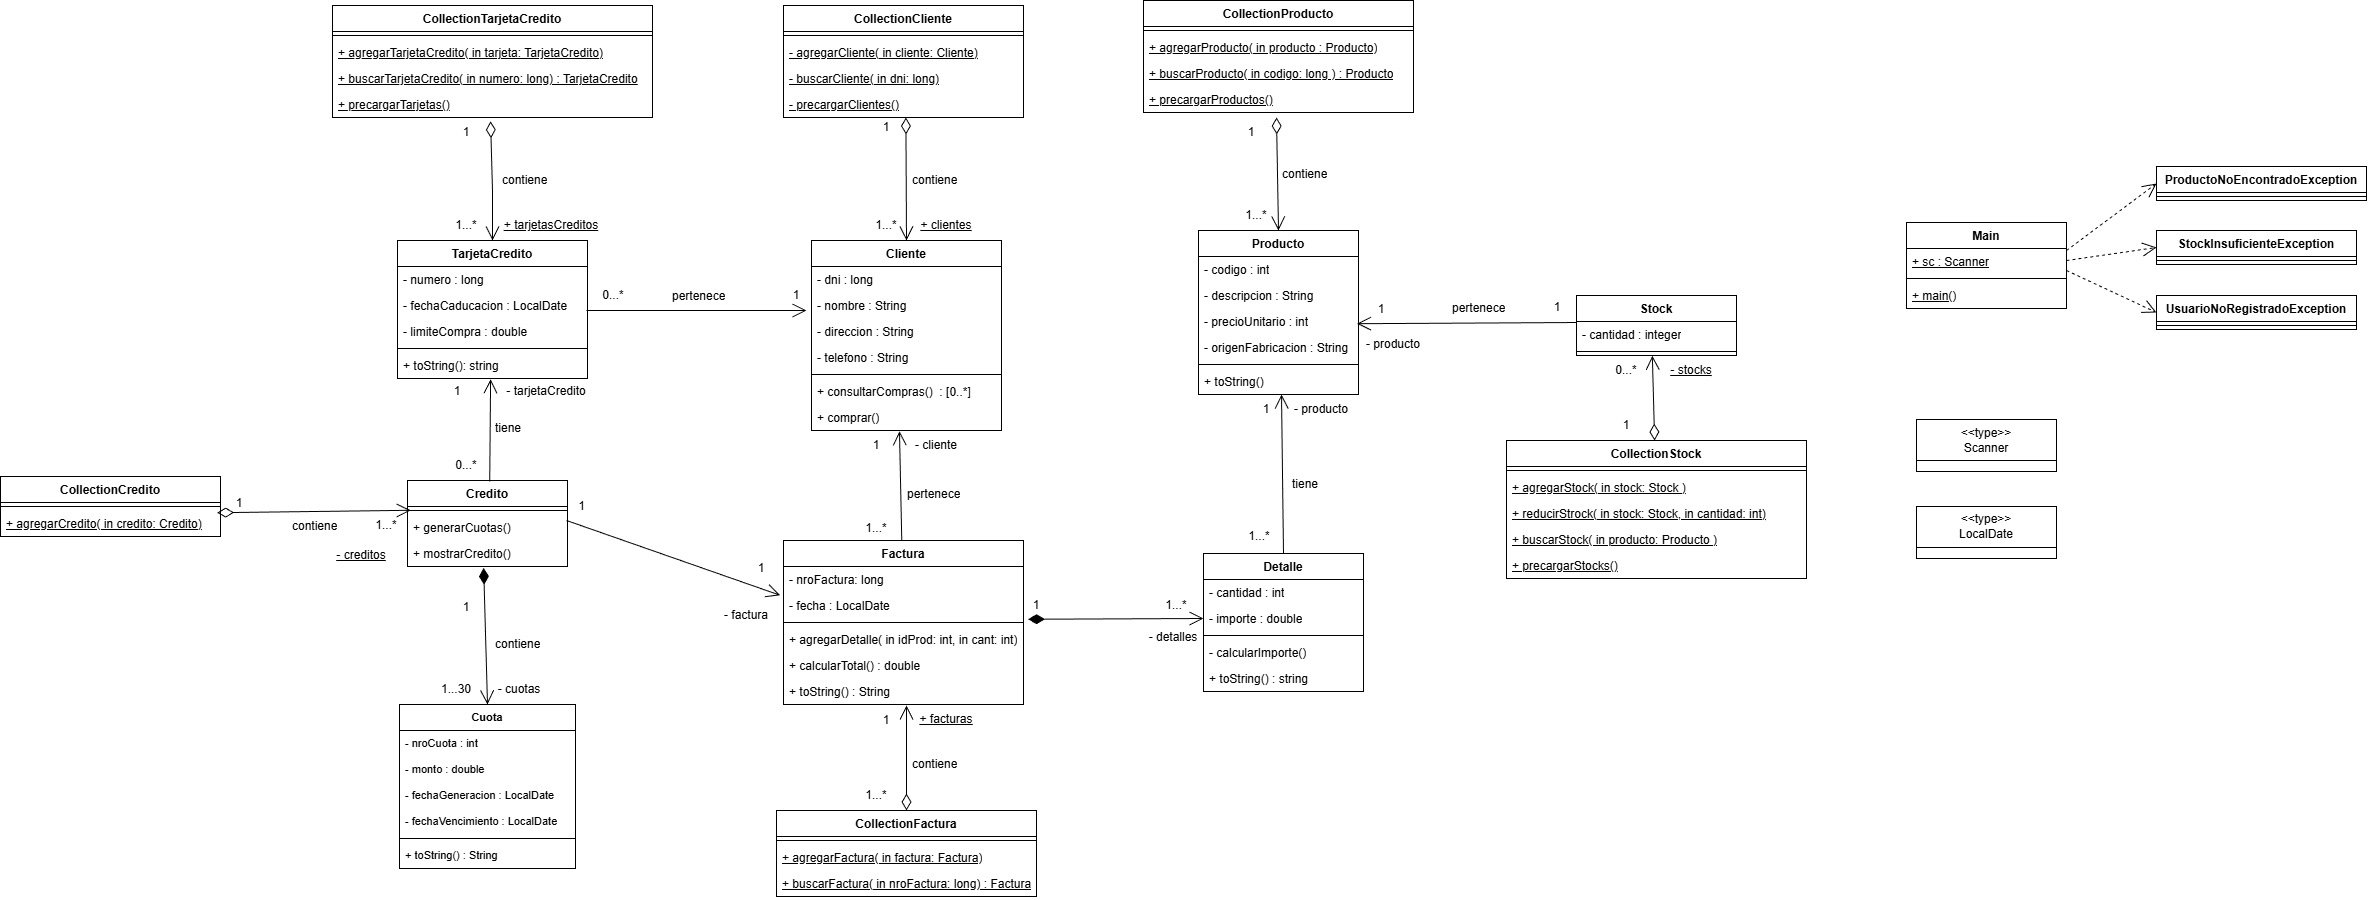 CollectionTarjetaCredito
+ agregarTarjetaCredito( in tarjeta: TarjetaCredito)
+ buscarTarjetaCredito( in numero: long) : TarjetaCredito
+ precargarTarjetas()
1
contiene
1...*
+ tarjetasCreditos
CollectionCliente
- agregarCliente( in cliente: Cliente)
- buscarCliente( in dni: long)
- precargarClientes()
1
contiene
1...*
+ clientes
CollectionProducto
+ agregarProducto( in producto : Producto)
+ buscarProducto( in codigo: long ) : Producto
+ precargarProductos()
1
contiene
1...*
TarjetaCredito
- numero : long
- fechaCaducacion : LocalDate
- limiteCompra : double
+ toString(): string
0...*
pertenece
1
Cliente
- dni : long
- nombre : String
- direccion : String
- telefono : String
+ consultarCompras()  : [0..*]
+ comprar()
Producto
- codigo : int
- descripcion : String
- precioUnitario : int
- origenFabricacion : String
+ toString()
1
pertenece
1
- producto
Stock
- cantidad : integer
0...*
- stocks
1
CollectionStock
+ agregarStock( in stock: Stock )
+ reducirStrock( in stock: Stock, in cantidad: int)
+ buscarStock( in producto: Producto )
+ precargarStocks()
Main
+ sc : Scanner
+ main()
ProductoNoEncontradoException
StockInsuficienteException
UsuarioNoRegistradoException
<<type>>
Scanner
<<type>>
LocalDate
1
- tarjetaCredito
tiene
0...*
1
- cliente
pertenece
1...*
1
- producto
tiene
1...*
CollectionCredito
+ agregarCredito( in credito: Credito)
1
contiene
1...*
- creditos
Credito
+ generarCuotas()
+ mostrarCredito()
1
1
- factura
Factura
- nroFactura: long
- fecha : LocalDate
+ agregarDetalle( in idProd: int, in cant: int)
+ calcularTotal() : double
+ toString() : String
1
1...*
- detalles
Detalle
- cantidad : int
- importe : double
- calcularImporte()
+ toString() : string
1
contiene
1...30
- cuotas
Cuota
- nroCuota : int
- monto : double
- fechaGeneracion : LocalDate
- fechaVencimiento : LocalDate
+ toString() : String
1
+ facturas
contiene
1...*
CollectionFactura
+ agregarFactura( in factura: Factura)
+ buscarFactura( in nroFactura: long) : Factura